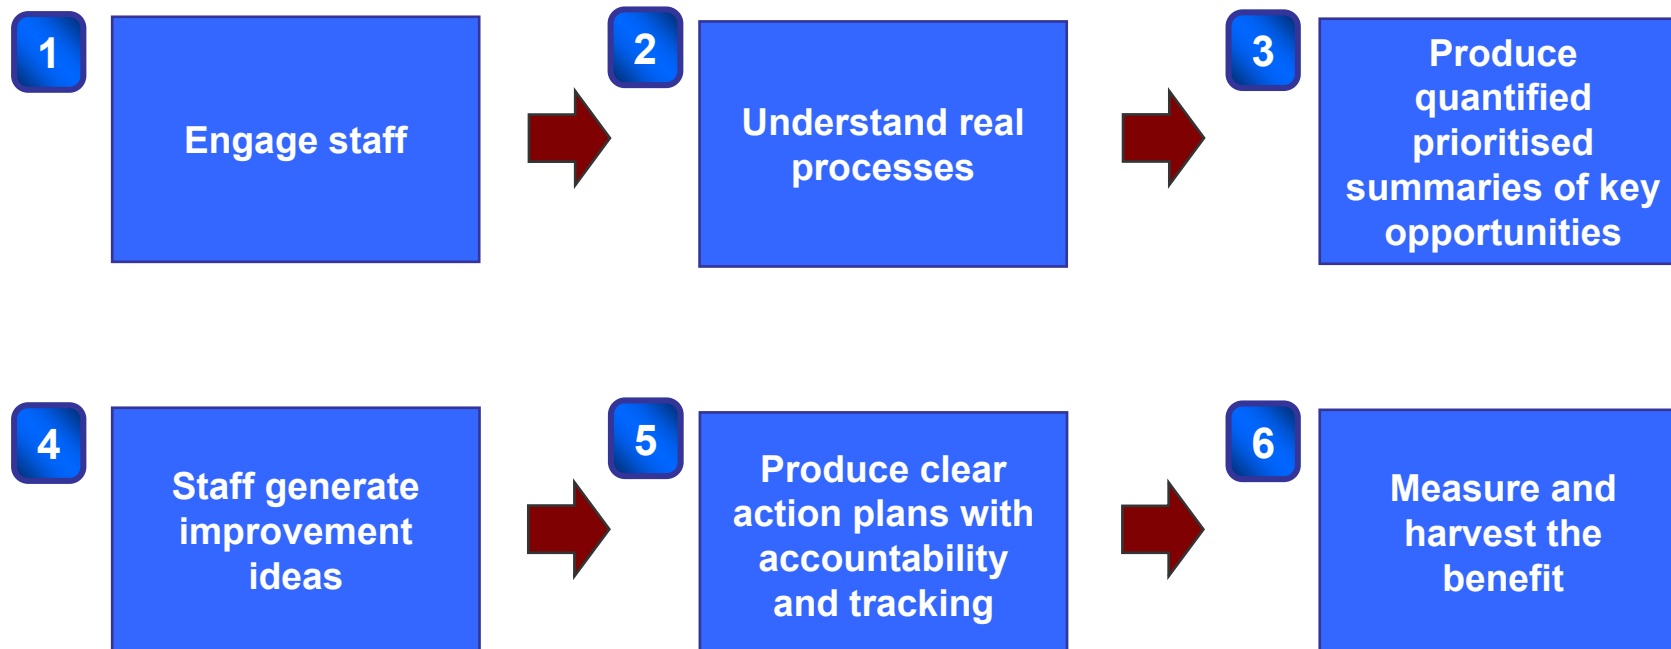 1
Engage staff
2
Understand real
processes
3
Produce
quantified
prioritised
summaries of key
opportunities
4
Staff generate
improvement
ideas
5
Produce clear
action plans with
accountability
and tracking
6
Measure and
harvest the
benefit